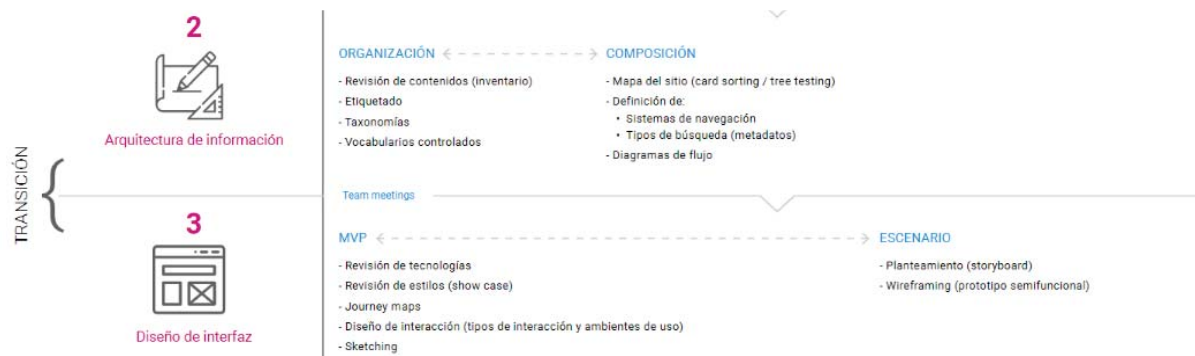 TRANSICIÓN
2
Arquitectura de información
ORGANIZACIÓN
- Revisión de contenidos (inventario)
- Etiquetado
- Taxonomías
- Vocabularios controlados
COMPOSICIÓN
- Mapa del sitio (card sorting / tree testing)
- Definición de:
• Sistemas de navegación
• Tipos de búsqueda (metadatos)
- Diagramas de flujo
Team meetings
3
Diseño de interfaz
MVP
- Revisión de tecnologías
- Revisión de estilos (show case)
- Journey maps
- Diseño de interacción (tipos de interacción y ambientes de uso)
- Sketching
ESCENARIO
- Planteamiento (storyboard)
- Wireframing (prototipo semifuncional)